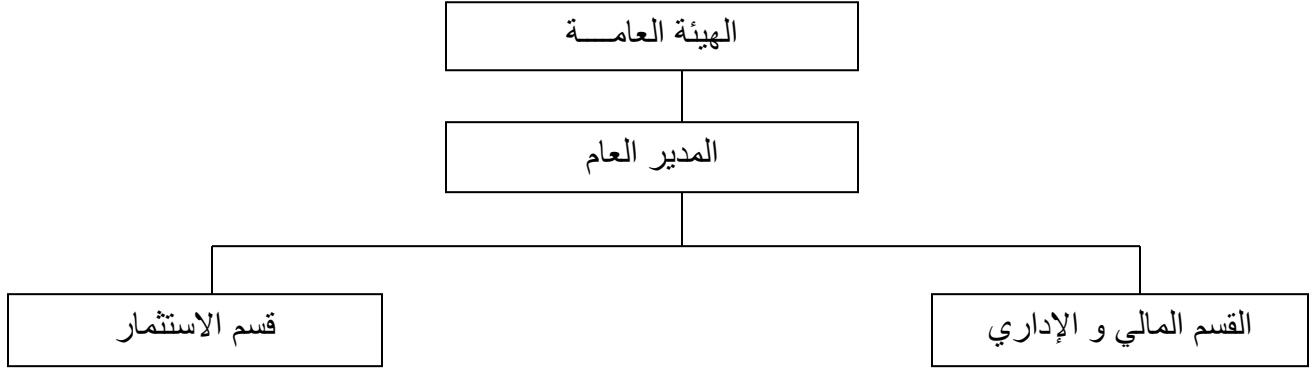 الهيئة العامـــة
المدير العام
القسم المالي و الإداري
قسم الاستثمار